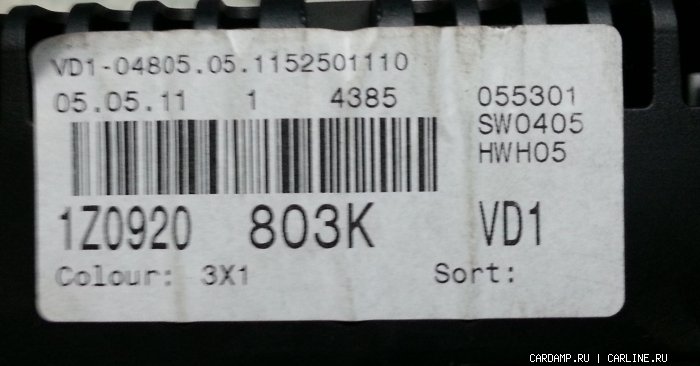 VD1-04805.05.1152501110
05.05.11 1 4385 055301
SW0405
HWH05
1Z0920 803K VD1
Colour: 3X1 Sort:
CARDAMP.RU | CARLINE.RU